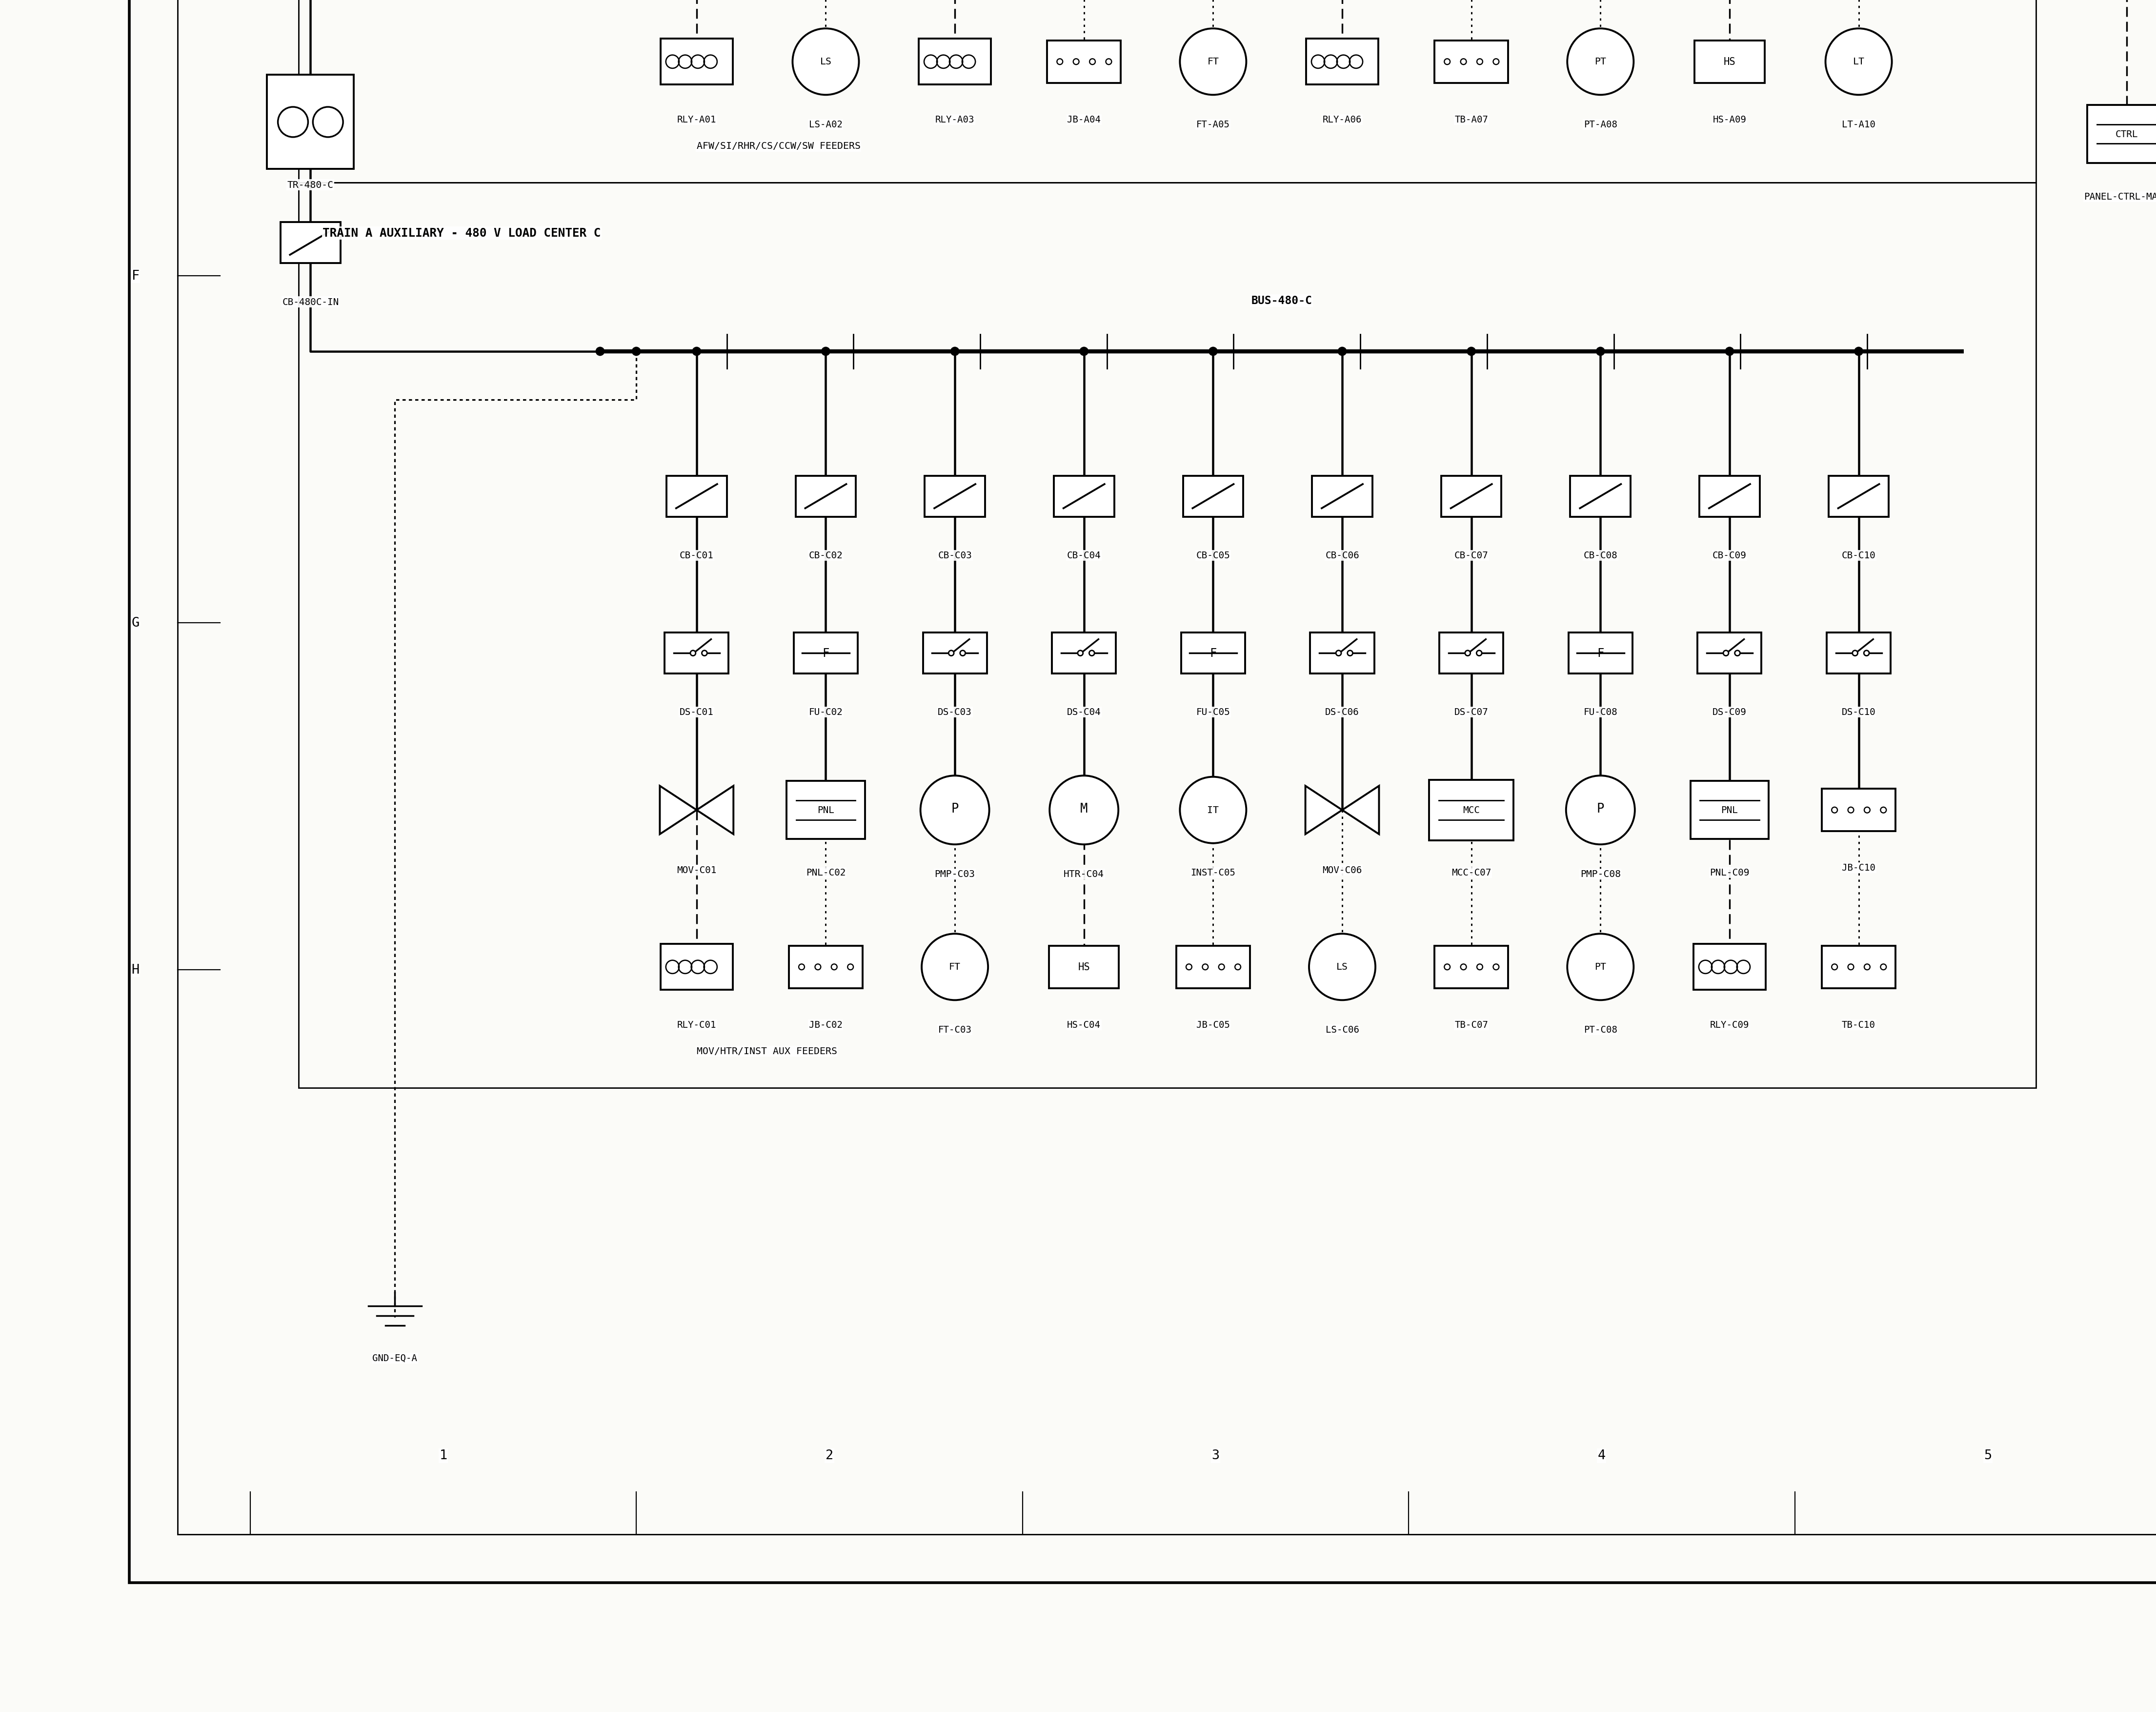 LS FT PT HS LT
RLY-A01 LS-A02 RLY-A03 JB-A04 FT-A05 RLY-A06 TB-A07 PT-A08 HS-A09 LT-A10
CTRL
AFW/SI/RHR/CS/CCW/SW FEEDERS
TR-480-C
PANEL-CTRL-MA
TRAIN A AUXILIARY - 480 V LOAD CENTER C
F
CB-480C-IN
BUS-480-C
CB-C01 CB-C02 CB-C03 CB-C04 CB-C05 CB-C06 CB-C07 CB-C08 CB-C09 CB-C10
G
F F F
DS-C01 FU-C02 DS-C03 DS-C04 FU-C05 DS-C06 DS-C07 FU-C08 DS-C09 DS-C10
PNL P M IT MCC P PNL
MOV-C01 PNL-C02 PMP-C03 HTR-C04 INST-C05 MOV-C06 MCC-C07 PMP-C08 PNL-C09 JB-C10
H
FT HS LS PT
RLY-C01 JB-C02 FT-C03 HS-C04 JB-C05 LS-C06 TB-C07 PT-C08 RLY-C09 TB-C10
MOV/HTR/INST AUX FEEDERS
GND-EQ-A
1 2 3 4 5